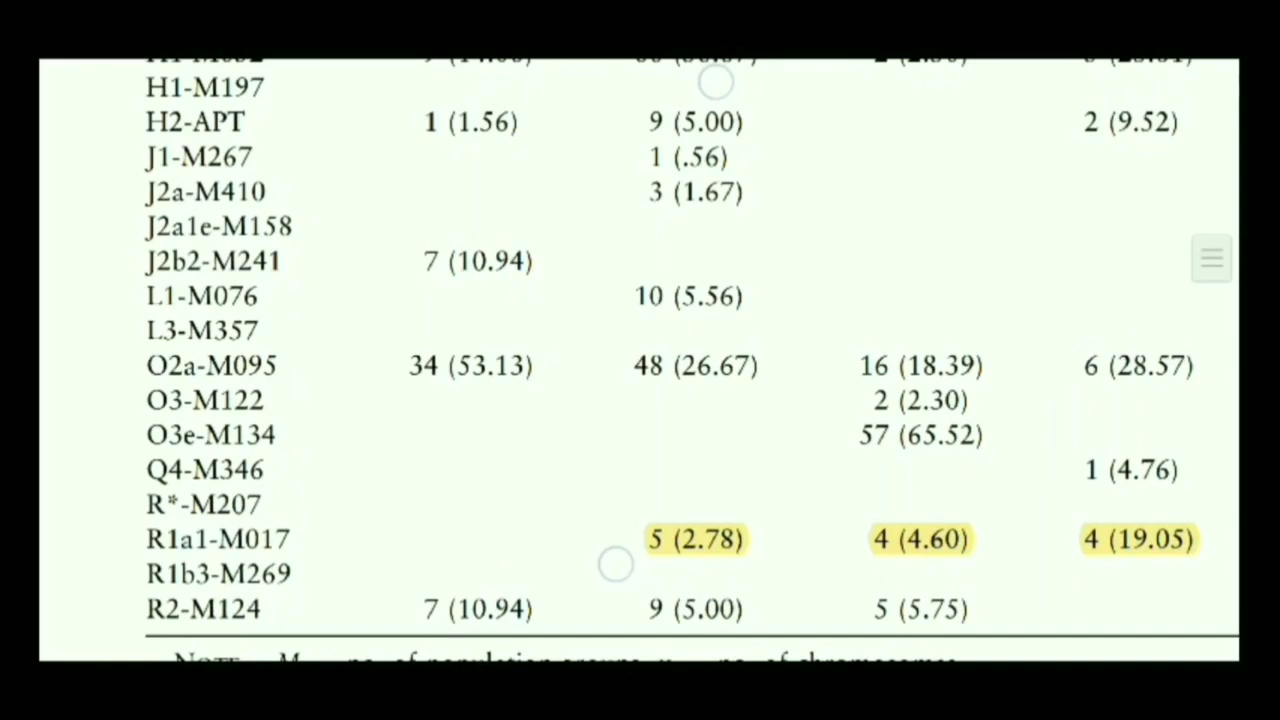 H1-M197
H2-APT 1 (1.56) 9 (5.00) 2 (9.52)
J1-M267 1 (.56)
J2a-M410 3 (1.67)
J2a1e-M158
J2b2-M241 7 (10.94)
L1-M076 10 (5.56)
L3-M357
O2a-M095 34 (53.13) 48 (26.67) 16 (18.39) 6 (28.57)
O3-M122 2 (2.30)
O3e-M134 57 (65.52)
Q4-M346 1 (4.76)
R*-M207
R1a1-M017 5 (2.78) 4 (4.60) 4 (19.05)
R1b3-M269
R2-M124 7 (10.94) 9 (5.00) 5 (5.75)